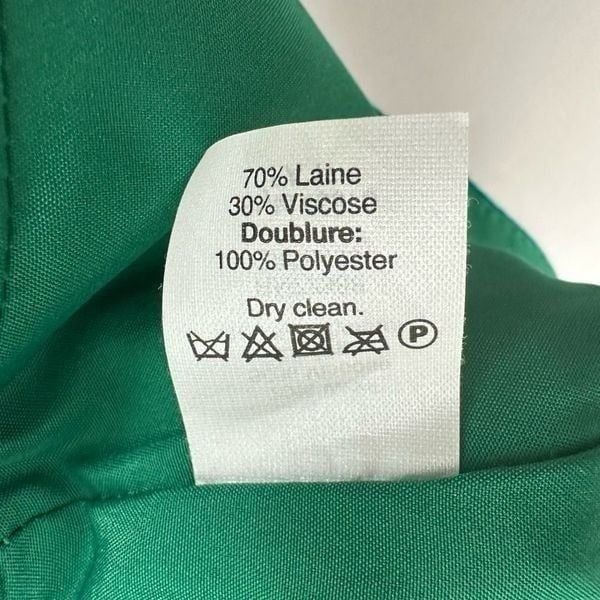 70% Laine
30% Viscose
Doublure:
100% Polyester
Dry clean.
P